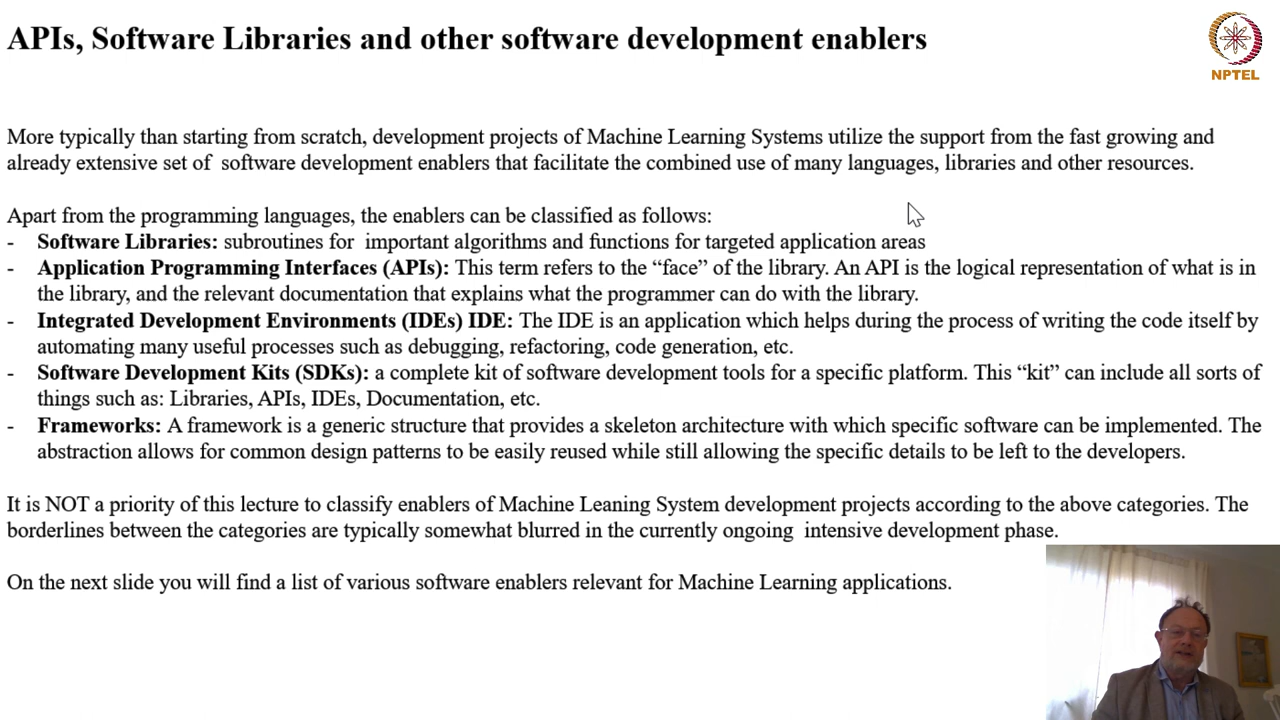 APIs, Software Libraries and other software development enablers
NPTEL
More typically than starting from scratch, development projects of Machine Learning Systems utilize the support from the fast growing and
already extensive set of software development enablers that facilitate the combined use of many languages, libraries and other resources.
Apart from the programming languages, the enablers can be classified as follows:
- Software Libraries: subroutines for important algorithms and functions for targeted application areas
- Application Programming Interfaces (APIs): This term refers to the “face” of the library. An API is the logical representation of what is in
the library, and the relevant documentation that explains what the programmer can do with the library.
- Integrated Development Environments (IDEs) IDE: The IDE is an application which helps during the process of writing the code itself by
automating many useful processes such as debugging, refactoring, code generation, etc.
- Software Development Kits (SDKs): a complete kit of software development tools for a specific platform. This “kit” can include all sorts of
things such as: Libraries, APIs, IDEs, Documentation, etc.
- Frameworks: A framework is a generic structure that provides a skeleton architecture with which specific software can be implemented. The
abstraction allows for common design patterns to be easily reused while still allowing the specific details to be left to the developers.
It is NOT a priority of this lecture to classify enablers of Machine Leaning System development projects according to the above categories. The
borderlines between the categories are typically somewhat blurred in the currently ongoing intensive development phase.
On the next slide you will find a list of various software enablers relevant for Machine Learning applications.